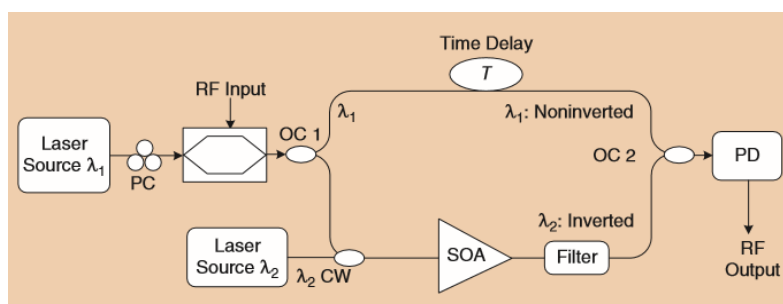 Time Delay
T
RF Input
Laser
Source λ1
PC
OC 1
λ1
λ1: Noninverted
OC 2
PD
λ2: Inverted
Laser
Source λ2
λ2 CW
SOA
Filter
RF
Output